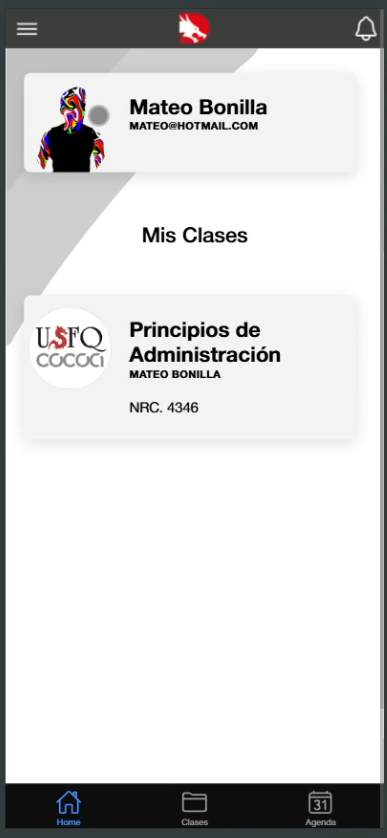 Mateo Bonilla
MATEO@HOTMAIL.COM
Mis Clases
USFQ
COCOCI
Principios de
Administración
MATEO BONILLA
NRC. 4346
31
Home
Clases
Agenda